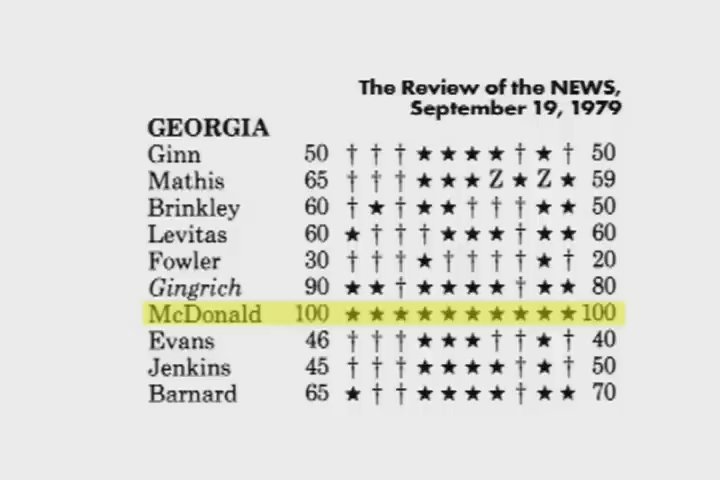 The Review of the NEWS,
September 19, 1979
GEORGIA
Ginn 50 † † † ★ ★ ★ ★ † ★ † 50
Mathis 65 † † † ★ ★ ★ Z ★ Z ★ 59
Brinkley 60 † ★ † ★ ★ † † † ★ ★ 50
Levitas 60 ★ † † † ★ ★ ★ † ★ ★ 60
Fowler 30 † † † ★ † † † † ★ † 20
Gingrich 90 ★ ★ † ★ ★ ★ ★ † ★ ★ 80
McDonald 100 ★ ★ ★ ★ ★ ★ ★ ★ ★ ★ 100
Evans 46 † † † ★ ★ ★ † † ★ † 40
Jenkins 45 † † † ★ ★ ★ ★ † ★ † 50
Barnard 65 ★ † † ★ ★ ★ ★ † ★ ★ 70